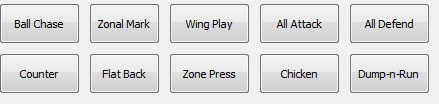 Ball Chase Zonal Mark Wing Play All Attack All Defend
Counter Flat Back Zone Press Chicken Dump-n-Run